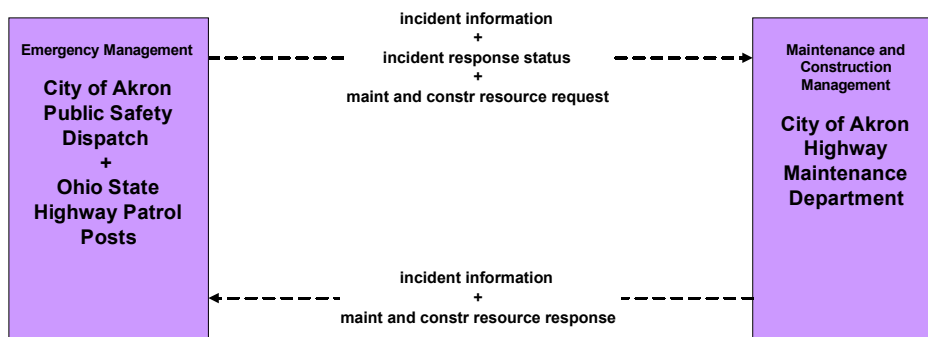 Emergency Management
City of Akron
Public Safety
Dispatch
+
Ohio State
Highway Patrol
Posts
incident information
+
incident response status
+
maint and constr resource request
Maintenance and
Construction
Management
City of Akron
Highway
Maintenance
Department
incident information
+
maint and constr resource response